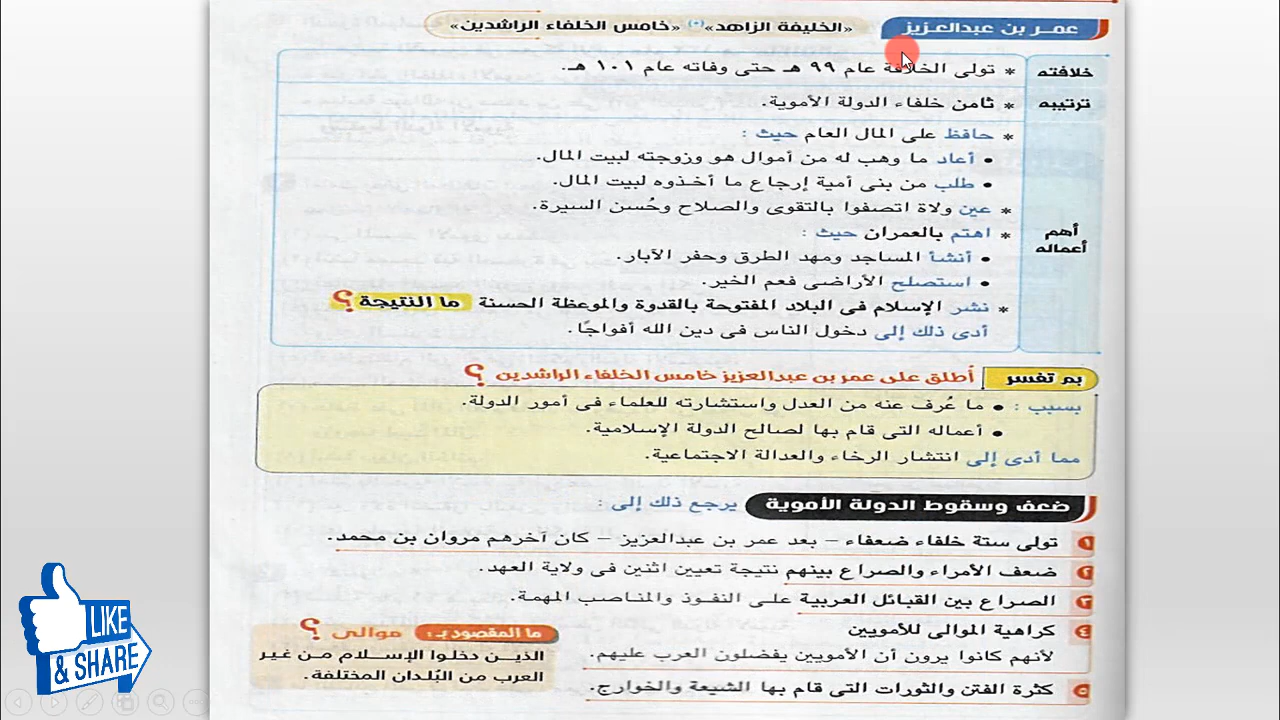 عمـر بن عبدالعـزيز «الخليفة الزاهد» (*) «خامس الخلفاء الراشدين»
خلافته * تولى الخلافة عام ٩٩ هـ حتى وفاته عام ١٠١ هـ.
ترتيبه * ثامن خلفاء الدولة الأموية.
أهم أعماله
* حافظ على المال العام حيث :
• أعاد ما وهب له من أموال هو وزوجته لبيت المال.
• طلب من بنى أمية إرجاع ما أخذوه لبيت المال.
* عين ولاة اتصفوا بالتقوى والصلاح وحُسن السيرة.
* اهتم بالعمران حيث :
• أنشأ المساجد ومهد الطرق وحفر الآبار.
• استصلح الأراضى فعم الخير.
* نشر الإسلام فى البلاد المفتوحة بالقدوة والموعظة الحسنة ما النتيجة ؟
أدى ذلك إلى دخول الناس فى دين الله أفواجًا.
بم تفسر أطلق على عمر بن عبدالعزيز خامس الخلفاء الراشدين ؟
بسبب : • ما عُرف عنه من العدل واستشارته للعلماء فى أمور الدولة.
• أعماله التى قام بها لصالح الدولة الإسلامية.
مما أدى إلى انتشار الرخاء والعدالة الاجتماعية.
ضعف وسقوط الدولة الأموية يرجع ذلك إلى :
١ تولى ستة خلفاء ضعفاء – بعد عمر بن عبدالعزيز – كان آخرهم مروان بن محمد.
٢ ضعف الأمراء والصراع بينهم نتيجة تعيين اثنين فى ولاية العهد.
٣ الصراع بين القبائل العربية على النفوذ والمناصب المهمة.
٤ كراهية الموالى للأمويين
لأنهم كانوا يرون أن الأمويين يفضلون العرب عليهم.
٥ كثرة الفتن والثورات التى قام بها الشيعة والخوارج.
ما المقصود بـ : موالى ؟
الذيـن دخلـوا الإسـلام مـن غيـر
العرب من البُلدان المختلفة.
LIKE
& SHARE